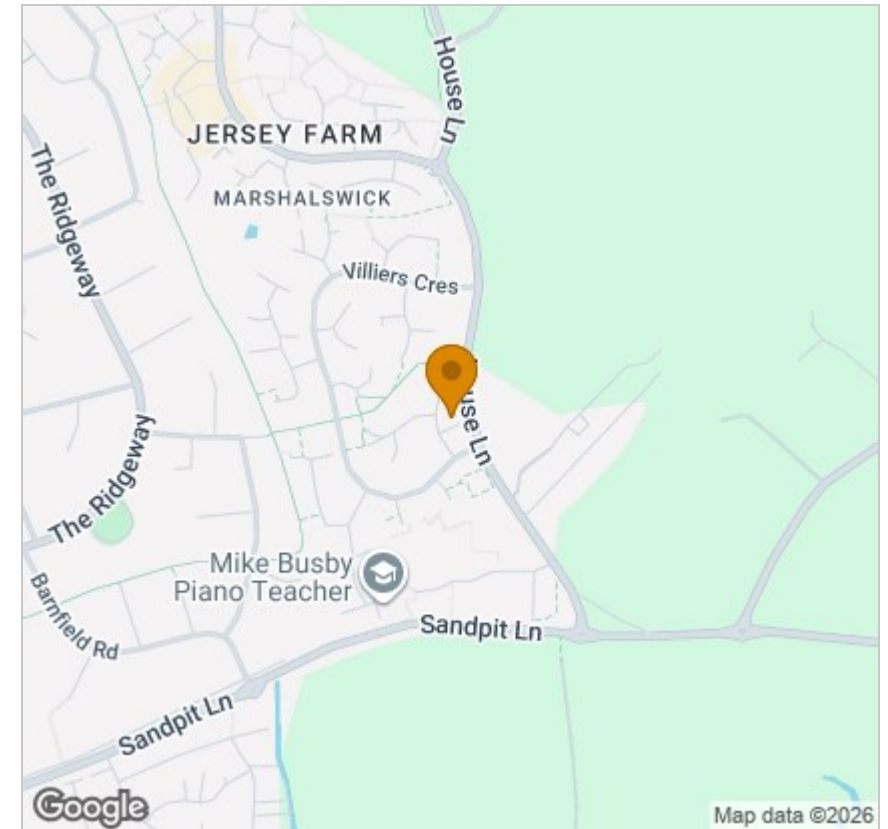 House Ln
JERSEY FARM
The Ridgeway
MARSHALSWICK
Villiers Cres
House Ln
The Ridgeway
Mike Busby
Piano Teacher
Barnfield Rd
Sandpit Ln
Sandpit Ln
Google
Map data ©2026